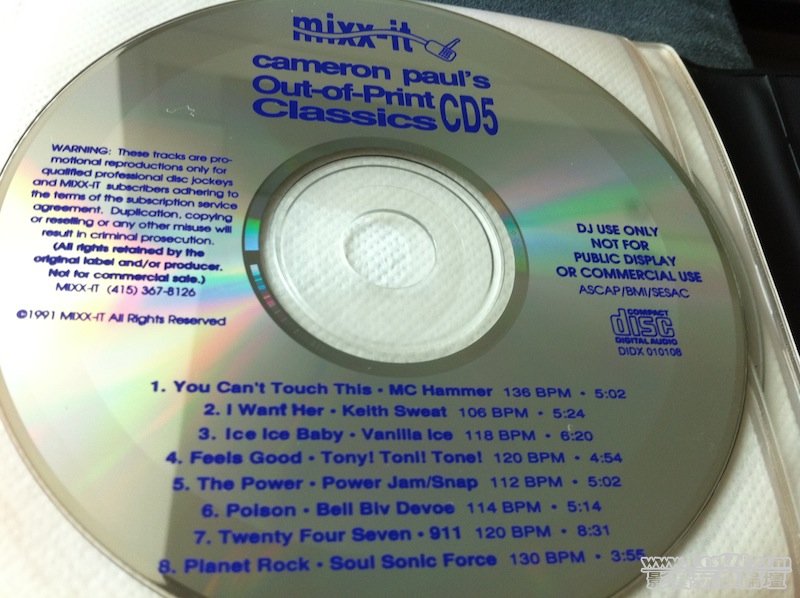 mixx-it
cameron paul's
Out-of-Print
Classics CD5
WARNING: These tracks are pro-
motional reproductions only for
qualified professional disc jockeys
and MIXX-IT subscribers adhering to
the terms of the subscription service
agreement. Duplication, copying
or reselling or any other misuse will
result in criminal prosecution.
(All rights retained by the
original label and/or producer.
Not for commercial sale.)
MIXX-IT (415) 367-8126
©1991 MIXX-IT All Rights Reserved
DJ USE ONLY
NOT FOR
PUBLIC DISPLAY
OR COMMERCIAL USE
ASCAP/BMI/SESAC
COMPACT
disc
DIGITAL AUDIO
DIDX 010108
1. You Can't Touch This • MC Hammer 136 BPM • 5:02
2. I Want Her • Keith Sweat 106 BPM • 5:24
3. Ice Ice Baby • Vanilla Ice 118 BPM • 6:20
4. Feels Good • Tony! Toni! Tone! 120 BPM • 4:54
5. The Power • Power Jam/Snap 112 BPM • 5:02
6. Poison • Bell Biv Devoe 114 BPM • 5:14
7. Twenty Four Seven • 911 120 BPM • 8:31
8. Planet Rock • Soul Sonic Force 130 BPM • 3:55